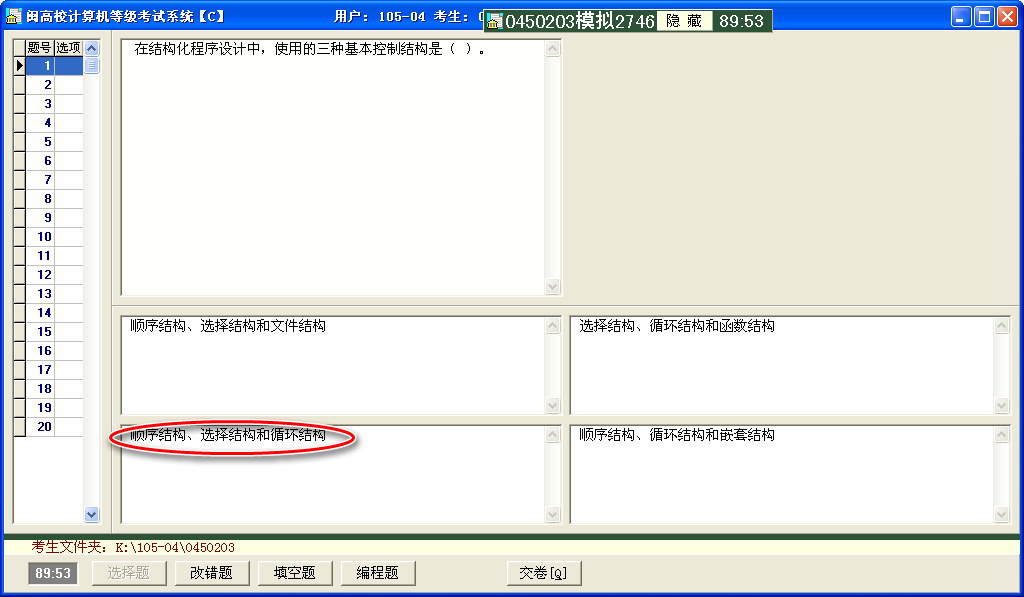 闽高校计算机等级考试系统【C】
用户: 105-04 考生:
0450203模拟2746 隐 藏 89:53
题号 选项
1
2
3
4
5
6
7
8
9
10
11
12
13
14
15
16
17
18
19
20
在结构化程序设计中，使用的三种基本控制结构是（ ）。
顺序结构、选择结构和文件结构
选择结构、循环结构和函数结构
顺序结构、选择结构和循环结构
顺序结构、循环结构和嵌套结构
考生文件夹: K:\105-04\0450203
89:53 选择题 改错题 填空题 编程题 交卷[Q]